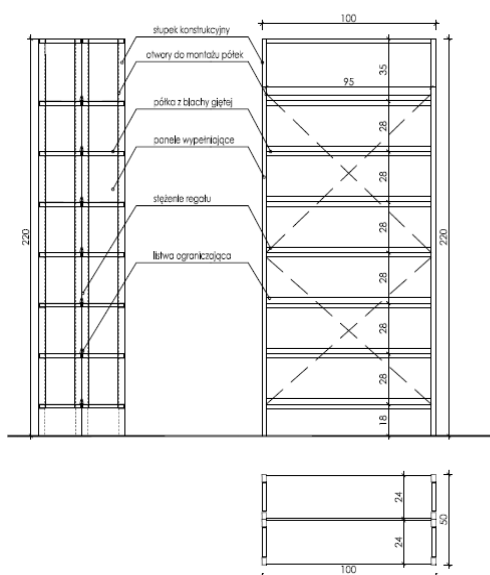 100
słupek konstrukcyjny
otwory do montażu półek
35
95
półka z blachy giętej
28
panele wypełniające
28
stężenie regału
28
220
220
listwa ograniczająca
28
28
28
18
24
50
24
100